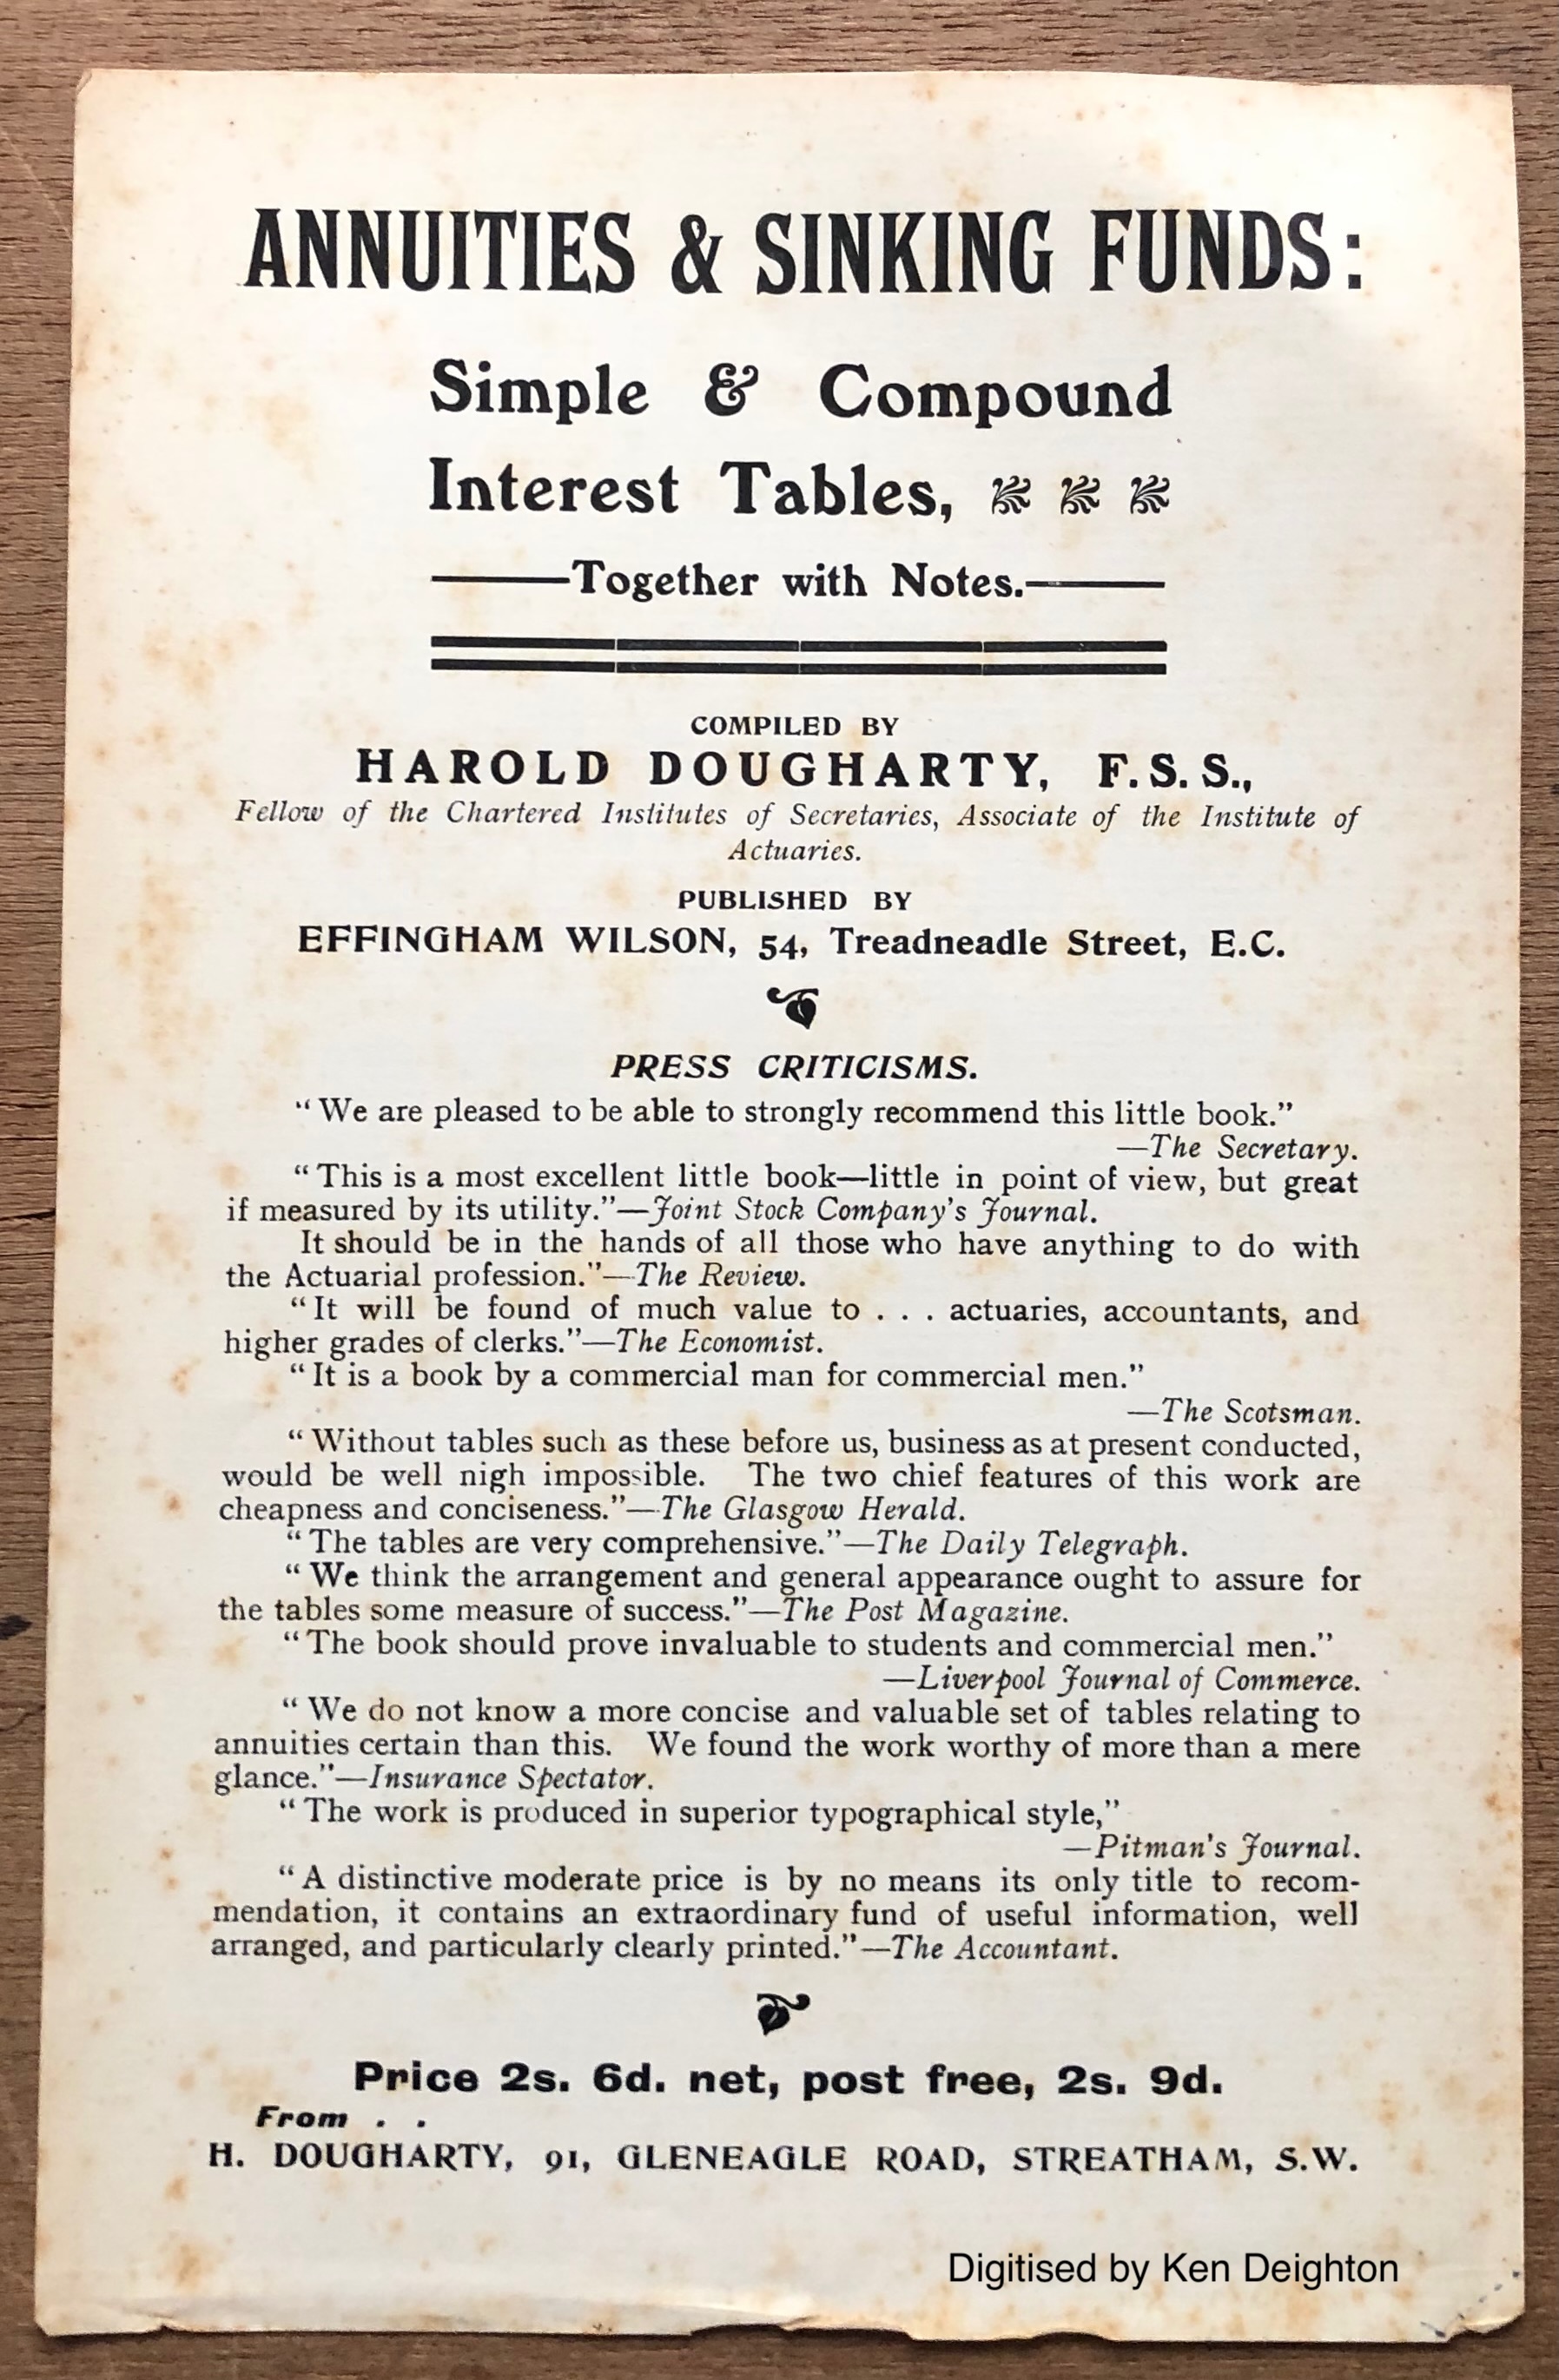 ANNUITIES & SINKING FUNDS:
Simple & Compound
Interest Tables,
Together with Notes.
COMPILED BY
HAROLD DOUGHARTY, F.S.S.,
Fellow of the Chartered Institutes of Secretaries, Associate of the Institute of
Actuaries.
PUBLISHED BY
EFFINGHAM WILSON, 54, Treadneadle Street, E.C.
PRESS CRITICISMS.
“We are pleased to be able to strongly recommend this little book.”
—The Secretary.
“This is a most excellent little book—little in point of view, but great
if measured by its utility.”—Joint Stock Company's Journal.
It should be in the hands of all those who have anything to do with
the Actuarial profession.”—The Review.
“It will be found of much value to . . . actuaries, accountants, and
higher grades of clerks.”—The Economist.
“It is a book by a commercial man for commercial men.”
—The Scotsman.
“Without tables such as these before us, business as at present conducted,
would be well nigh impossible. The two chief features of this work are
cheapness and conciseness.”—The Glasgow Herald.
“The tables are very comprehensive.”—The Daily Telegraph.
“We think the arrangement and general appearance ought to assure for
the tables some measure of success.”—The Post Magazine.
“The book should prove invaluable to students and commercial men.”
—Liverpool Journal of Commerce.
“We do not know a more concise and valuable set of tables relating to
annuities certain than this. We found the work worthy of more than a mere
glance.”—Insurance Spectator.
“The work is produced in superior typographical style,”
—Pitman's Journal.
“A distinctive moderate price is by no means its only title to recom-
mendation, it contains an extraordinary fund of useful information, well
arranged, and particularly clearly printed.”—The Accountant.
Price 2s. 6d. net, post free, 2s. 9d.
From . .
H. DOUGHARTY, 91, GLENEAGLE ROAD, STREATHAM, S.W.
Digitised by Ken Deighton